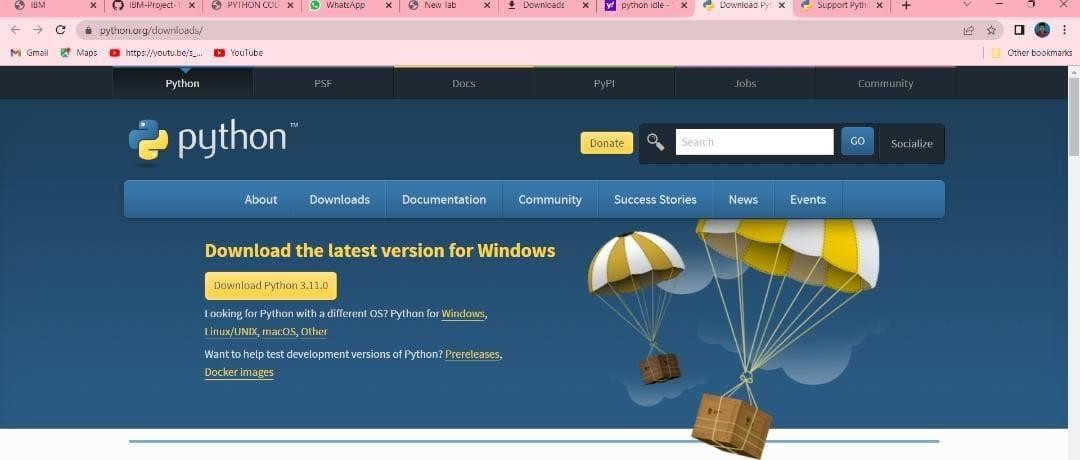 IBM IBM-Project-1 PYTHON COD WhatsApp New Tab Downloads python idle - Download Pyt Support Pytho
python.org/downloads/
Gmail Maps https://youtu.be/s_... YouTube Other bookmarks
Python PSF Docs PyPI Jobs Community
python™ Donate Search GO Socialize
About Downloads Documentation Community Success Stories News Events
Download the latest version for Windows
Download Python 3.11.0
Looking for Python with a different OS? Python for Windows,
Linux/UNIX, macOS, Other
Want to help test development versions of Python? Prereleases,
Docker images